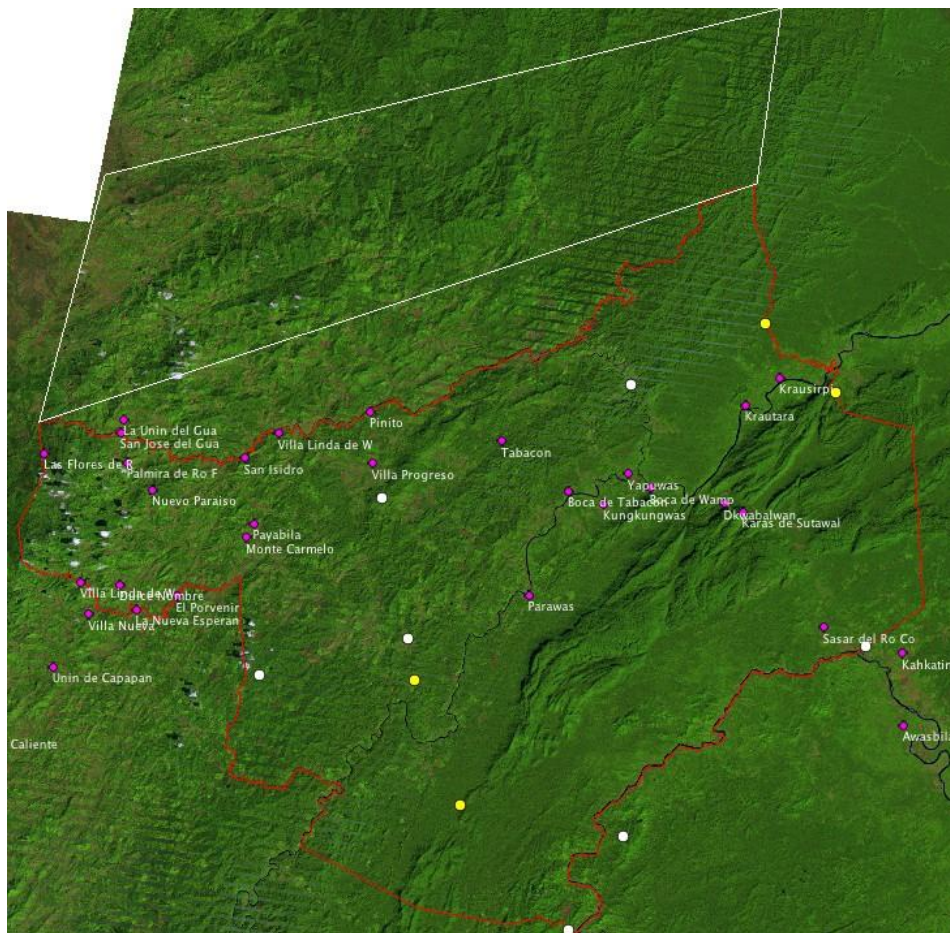 Krausirpi
Krautara
Pinito
La Unin del Gua
Villa Linda de W
San Jose del Gua
Tabacon
Las Flores de R
San Isidro
Villa Progreso
Palmira de Ro F
Yapuwas
Nuevo Paraiso
Boca de Tabacon
Boca de Wamp
Kungkungwas
Dkwabalwan
Karas de Sutawal
Payabila
Monte Carmelo
Villa Linda de W
Dulce Nombre
El Porvenir
Parawas
Villa Nueva
La Nueva Esperan
Sasar del Ro Co
Kahkatin
Unin de Capapan
Awasbila
Caliente